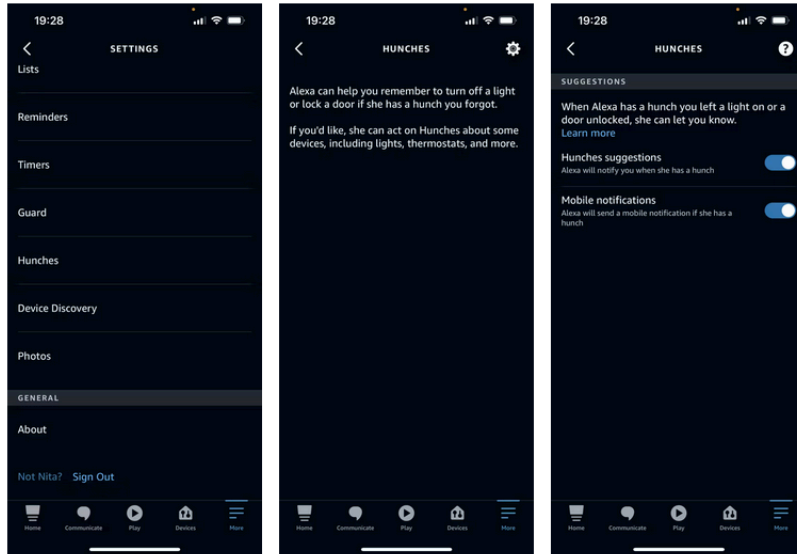 19:28
SETTINGS
Lists
Reminders
Timers
Guard
Hunches
Device Discovery
Photos
GENERAL
About
Not Nita? Sign Out
Home Communicate Play Devices More
19:28
HUNCHES
Alexa can help you remember to turn off a light
or lock a door if she has a hunch you forgot.
If you'd like, she can act on Hunches about some
devices, including lights, thermostats, and more.
Home Communicate Play Devices More
19:28
HUNCHES
?
SUGGESTIONS
When Alexa has a hunch you left a light on or a
door unlocked, she can let you know.
Learn more
Hunches suggestions
Alexa will notify you when she has a hunch
Mobile notifications
Alexa will send a mobile notification if she has a
hunch
Home Communicate Play Devices More